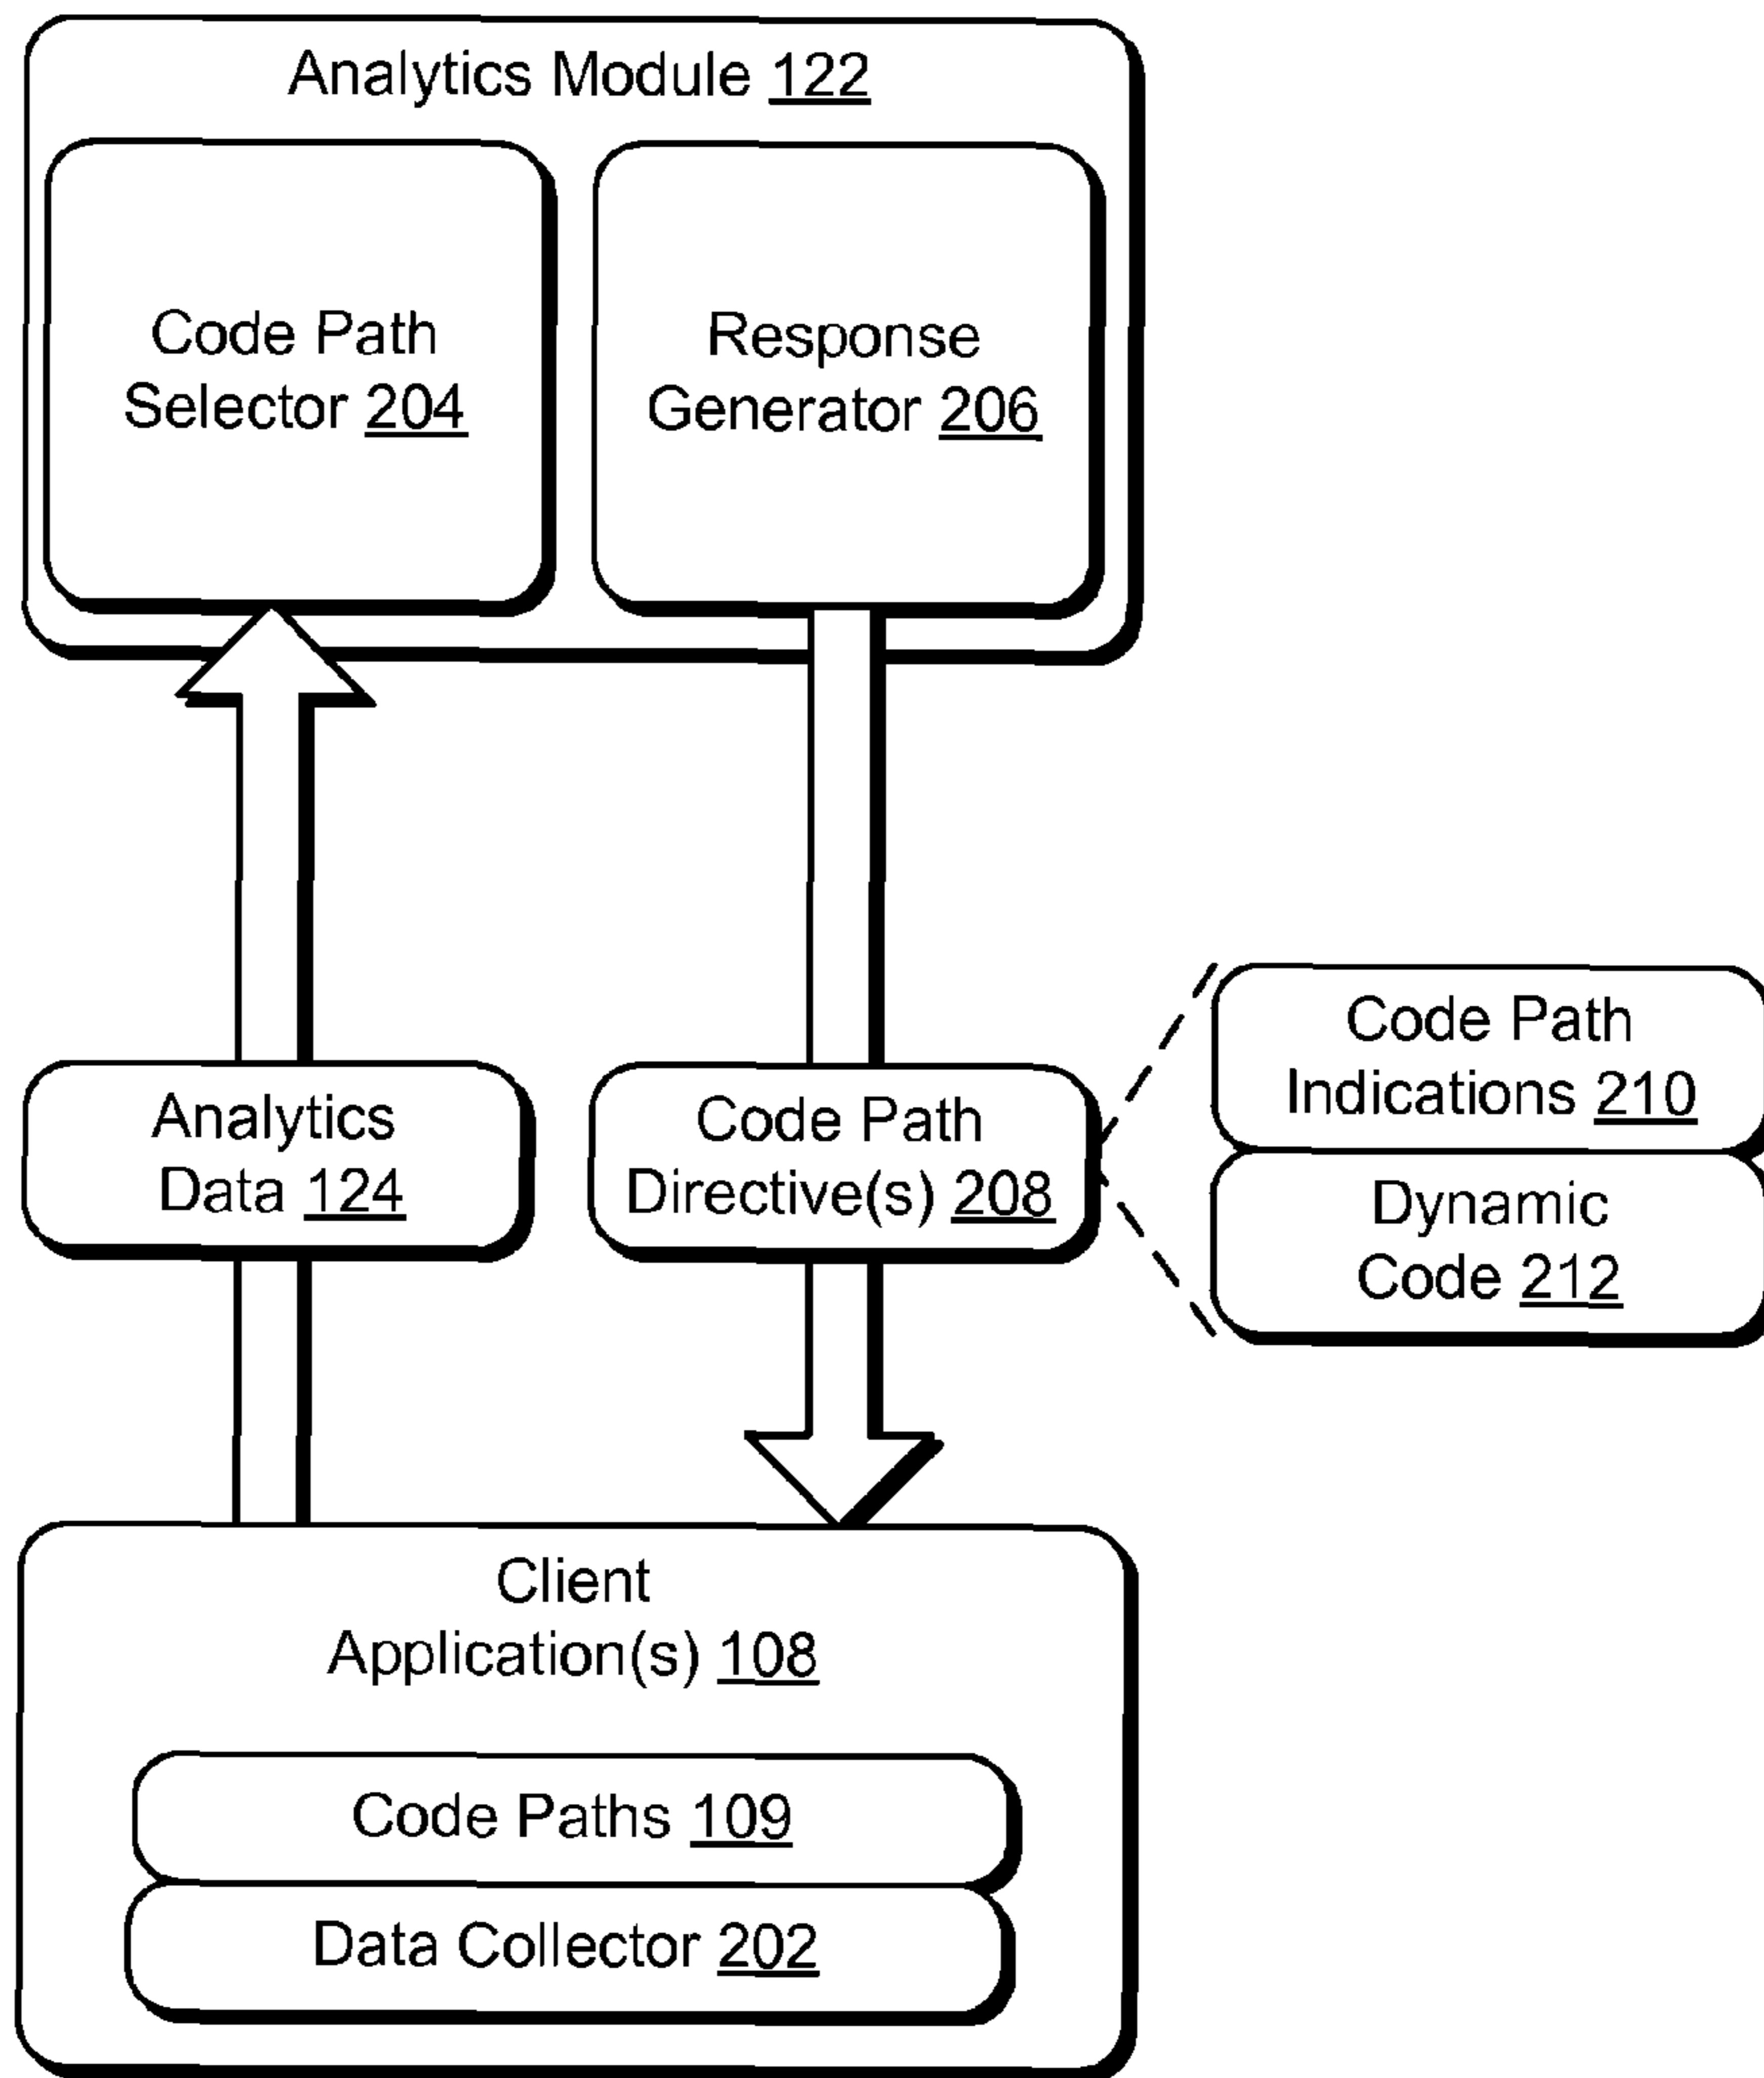 Analytics Module 122
Code Path
Selector 204
Response
Generator 206
Analytics
Data 124
Code Path
Directive(s) 208
Code Path
Indications 210
Dynamic
Code 212
Client
Application(s) 108
Code Paths 109
Data Collector 202